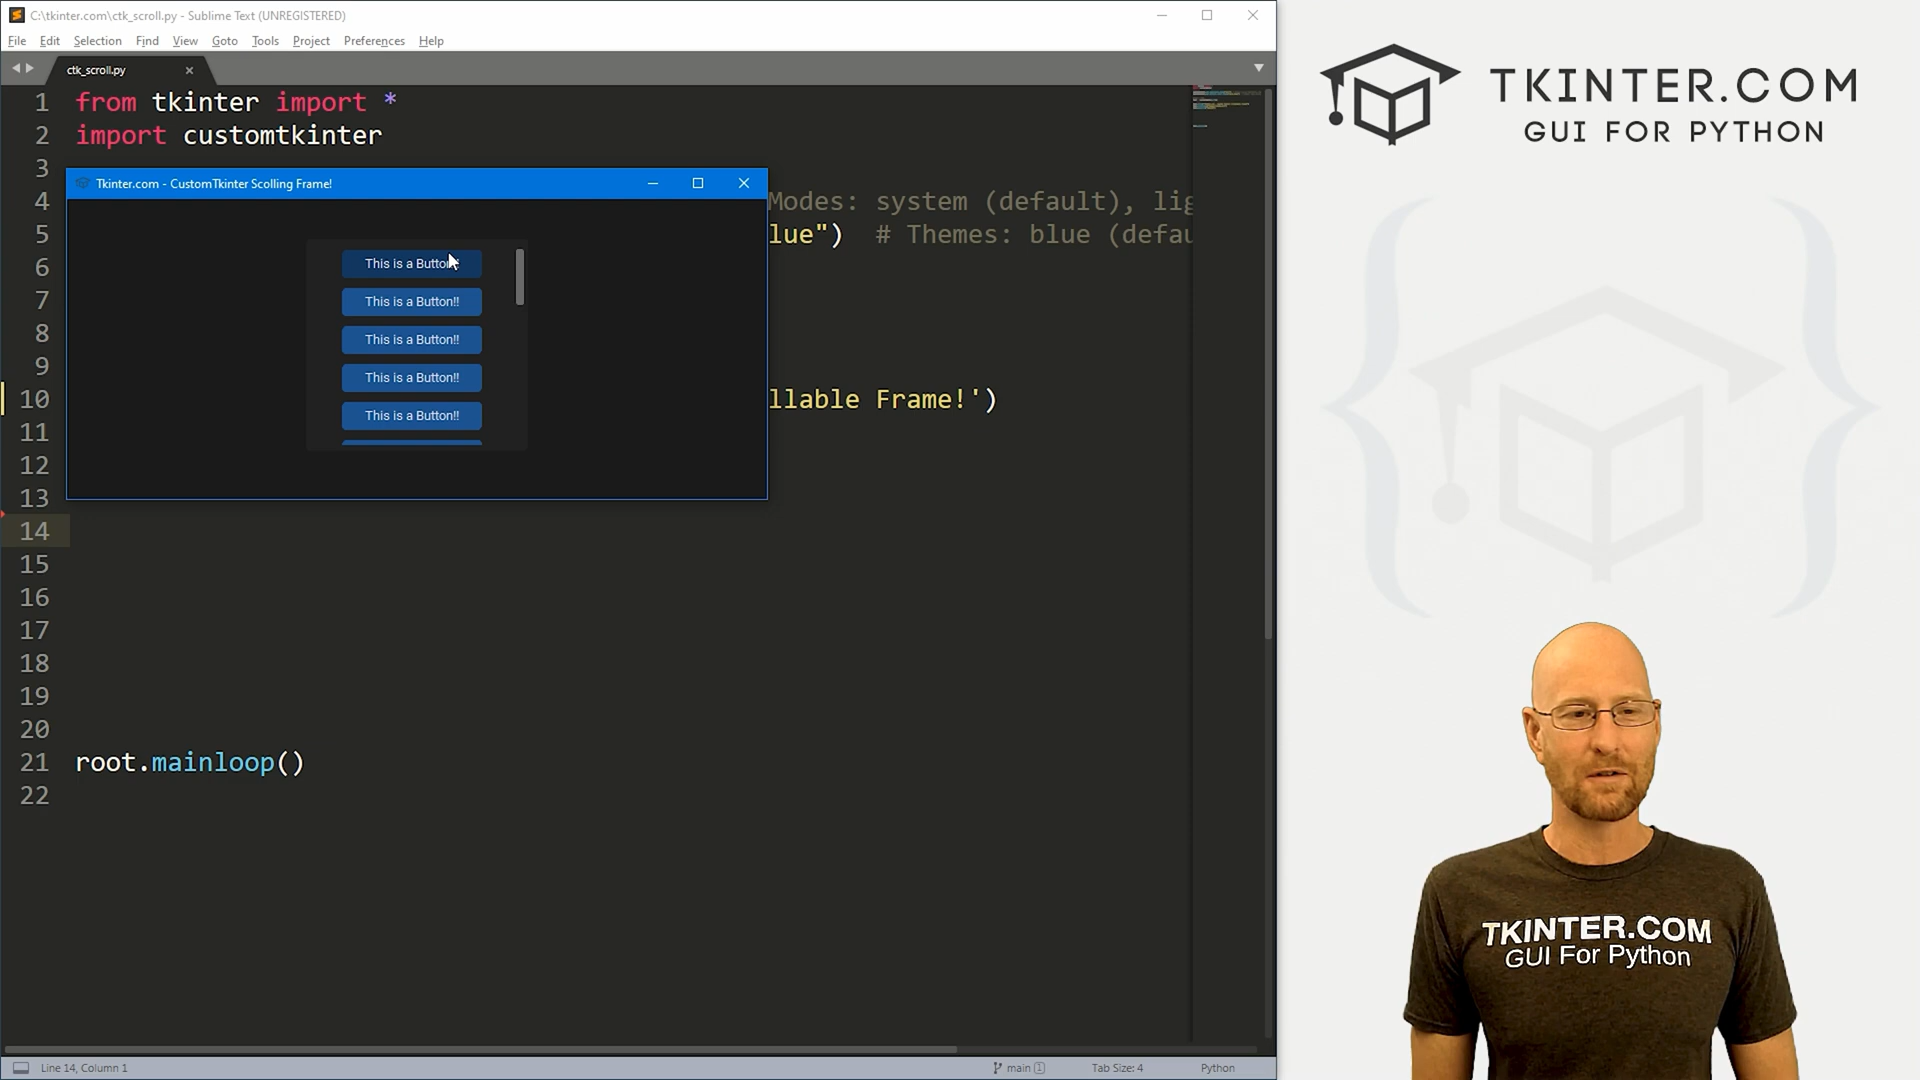 C:\tkinter.com\ctk_scroll.py - Sublime Text (UNREGISTERED)
File Edit Selection Find View Goto Tools Project Preferences Help
ctk_scroll.py
1 from tkinter import *
2 import customtkinter
3
Tkinter.com - CustomTkinter Scolling Frame!
4 Modes: system (default), lig
5 lue") # Themes: blue (defau
6
7
8
9
10 llable Frame!')
11
12
13
14
15
16
17
18
19
20
21 root.mainloop()
22
This is a Button!!
This is a Button!!
This is a Button!!
This is a Button!!
This is a Button!!
Line 14, Column 1
main 1
Tab Size: 4
Python
TKINTER.COM
GUI FOR PYTHON
TKINTER.COM
GUI For Python